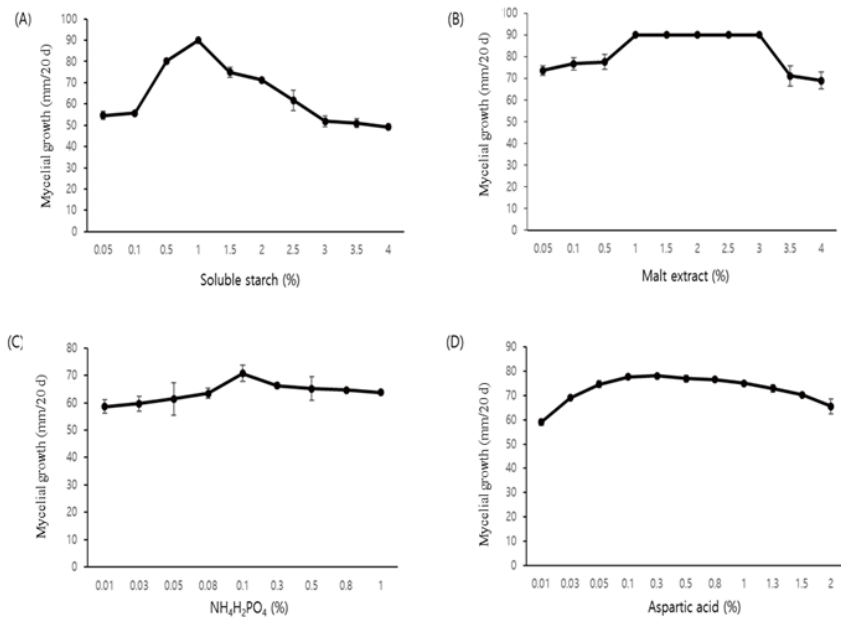 (A)
Mycelial growth (mm/20 d)
100
90
80
70
60
50
40
30
20
10
0
0.05 0.1 0.5 1 1.5 2 2.5 3 3.5 4
Soluble starch (%)
(B)
Mycelial growth (mm/20 d)
100
90
80
70
60
50
40
30
20
10
0
0.05 0.1 0.5 1 1.5 2 2.5 3 3.5 4
Malt extract (%)
(C)
Mycelial growth (mm/20 d)
80
70
60
50
40
30
20
10
0
0.01 0.03 0.05 0.08 0.1 0.3 0.5 0.8 1
NH₄H₂PO₄ (%)
(D)
Mycelial growth (mm/20 d)
90
80
70
60
50
40
30
20
10
0
0.01 0.03 0.05 0.1 0.3 0.5 0.8 1 1.3 1.5 2
Aspartic acid (%)